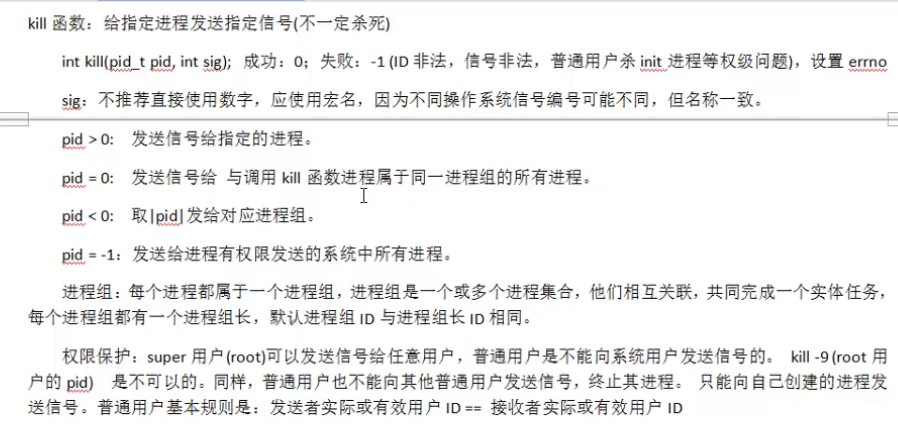 kill 函数：给指定进程发送指定信号(不一定杀死)
int kill(pid_t pid, int sig); 成功：0；失败：-1 (ID 非法，信号非法，普通用户杀 init 进程等权级问题)，设置 errno
sig：不推荐直接使用数字，应使用宏名，因为不同操作系统信号编号可能不同，但名称一致。
pid > 0: 发送信号给指定的进程。
pid = 0: 发送信号给 与调用 kill 函数进程属于同一进程组的所有进程。
pid < 0: 取|pid|发给对应进程组。
pid = -1：发送给进程有权限发送的系统中所有进程。
进程组：每个进程都属于一个进程组，进程组是一个或多个进程集合，他们相互关联，共同完成一个实体任务，
每个进程组都有一个进程组长，默认进程组 ID 与进程组长 ID 相同。
权限保护：super 用户(root)可以发送信号给任意用户，普通用户是不能向系统用户发送信号的。 kill -9 (root 用
户的 pid) 是不可以的。同样，普通用户也不能向其他普通用户发送信号，终止其进程。 只能向自己创建的进程发
送信号。普通用户基本规则是：发送者实际或有效用户 ID == 接收者实际或有效用户 ID